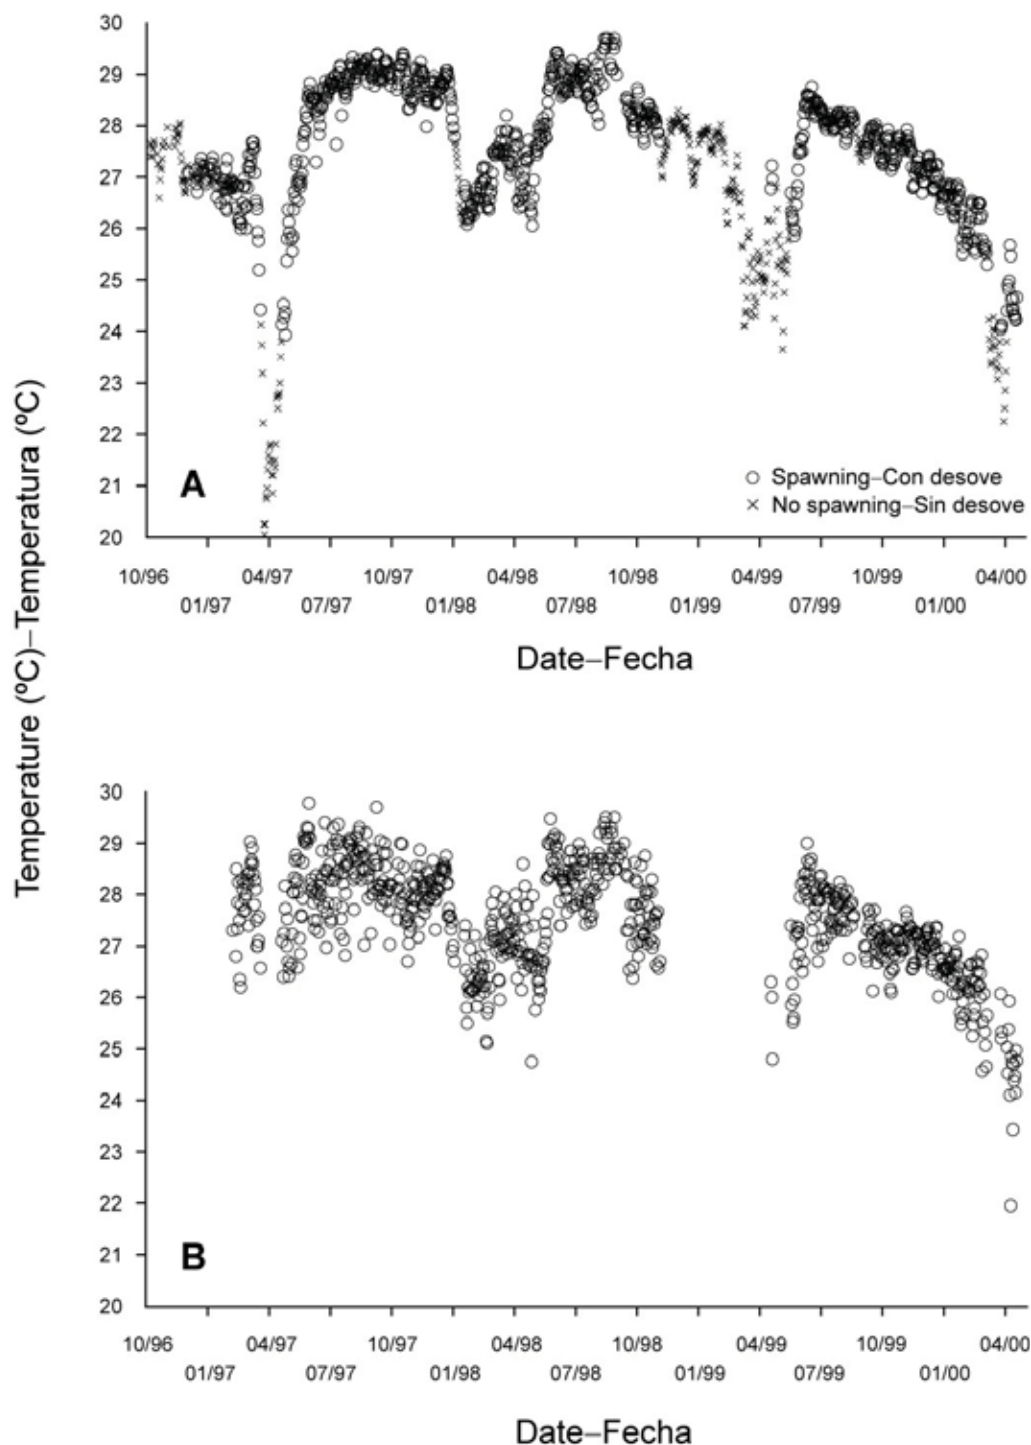 Temperature (ºC)–Temperatura (ºC)
30
29
28
27
26
25
24
23
22
21
20
A
Spawning–Con desove
No spawning–Sin desove
10/96 04/97 10/97 04/98 10/98 04/99 10/99 04/00
01/97 07/97 01/98 07/98 01/99 07/99 01/00
Date–Fecha
30
29
28
27
26
25
24
23
22
21
20
B
10/96 04/97 10/97 04/98 10/98 04/99 10/99 04/00
01/97 07/97 01/98 07/98 01/99 07/99 01/00
Date–Fecha